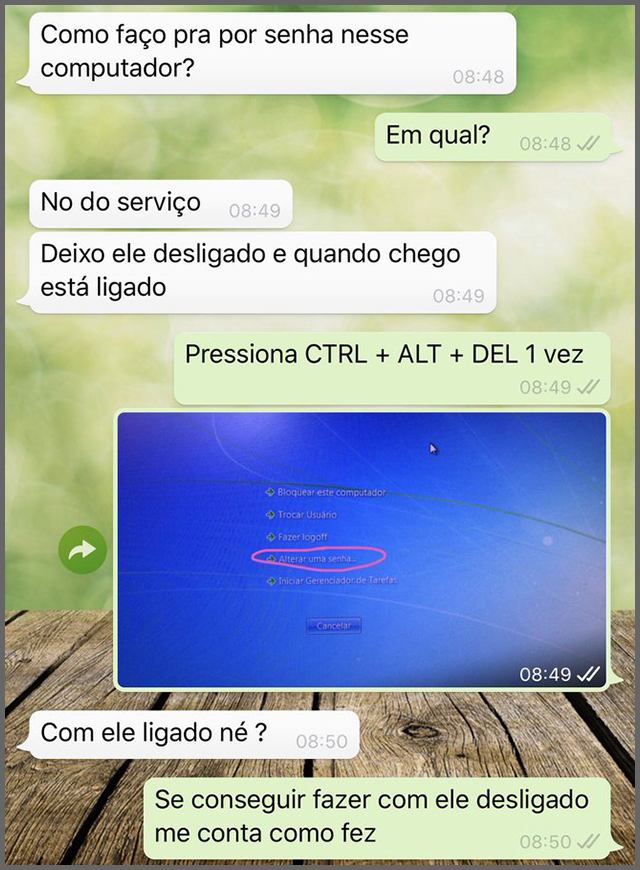 Como faço pra por senha nesse
computador?
08:48
Em qual?
08:48
No do serviço
08:49
Deixo ele desligado e quando chego
está ligado
08:49
Pressiona CTRL + ALT + DEL 1 vez
08:49
Bloquear este computador
Trocar Usuário
Fazer logoff
Alterar uma senha...
Iniciar Gerenciador de Tarefas
Cancelar
08:49
Com ele ligado né ?
08:50
Se conseguir fazer com ele desligado
me conta como fez
08:50